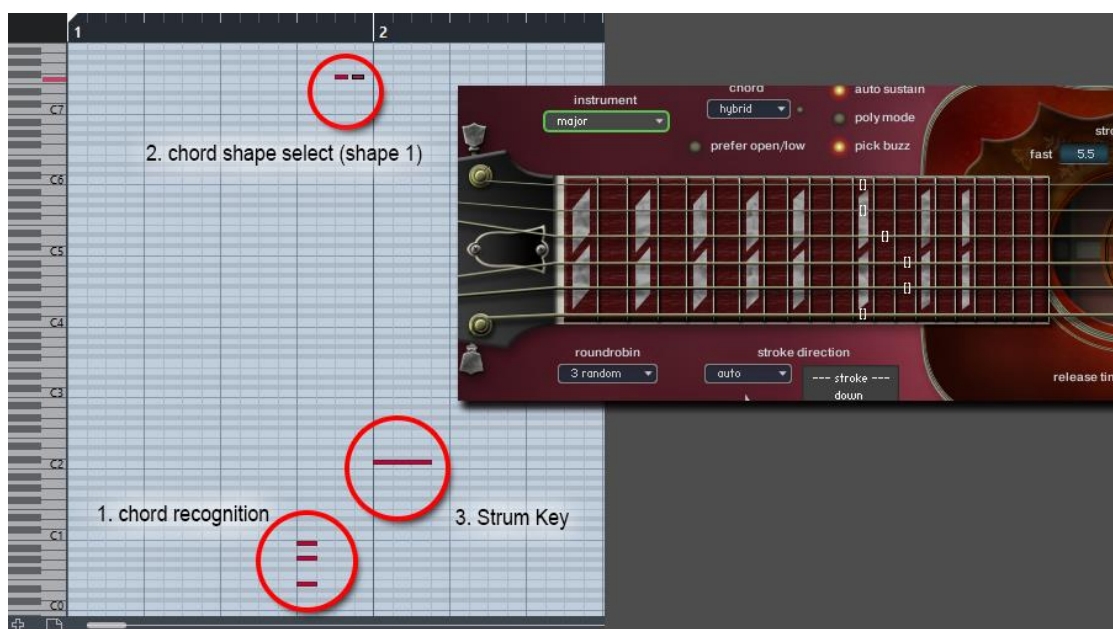 1
2
C7
2. chord shape select (shape 1)
C6
C5
C4
C3
C2
1. chord recognition
3. Strum Key
C1
C0
instrument
major
chord
hybrid
auto sustain
poly mode
prefer open/low
pick buzz
fast
5.5
[]
[]
[]
[]
[]
[]
roundrobin
3 random
stroke direction
auto
--- stroke ---
down